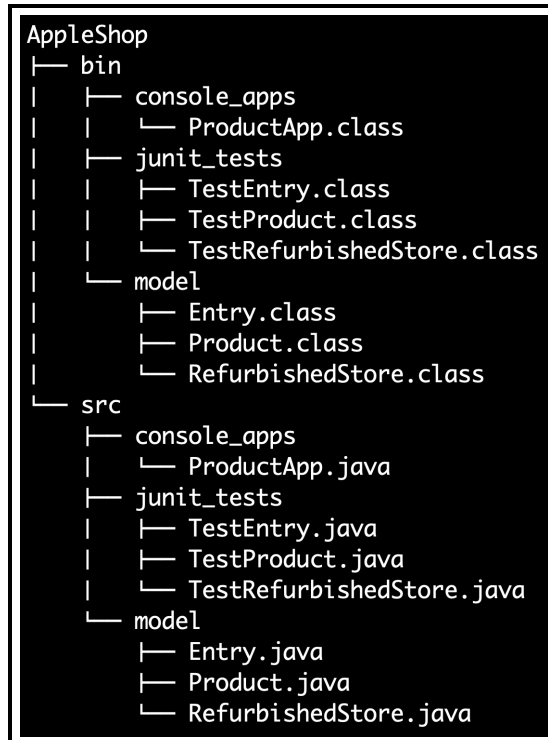 AppleShop
├── bin
│   ├── console_apps
│   │   └── ProductApp.class
│   ├── junit_tests
│   │   ├── TestEntry.class
│   │   ├── TestProduct.class
│   │   └── TestRefurbishedStore.class
│   └── model
│       ├── Entry.class
│       ├── Product.class
│       └── RefurbishedStore.class
└── src
    ├── console_apps
    │   └── ProductApp.java
    ├── junit_tests
    │   ├── TestEntry.java
    │   ├── TestProduct.java
    │   └── TestRefurbishedStore.java
    └── model
        ├── Entry.java
        ├── Product.java
        └── RefurbishedStore.java